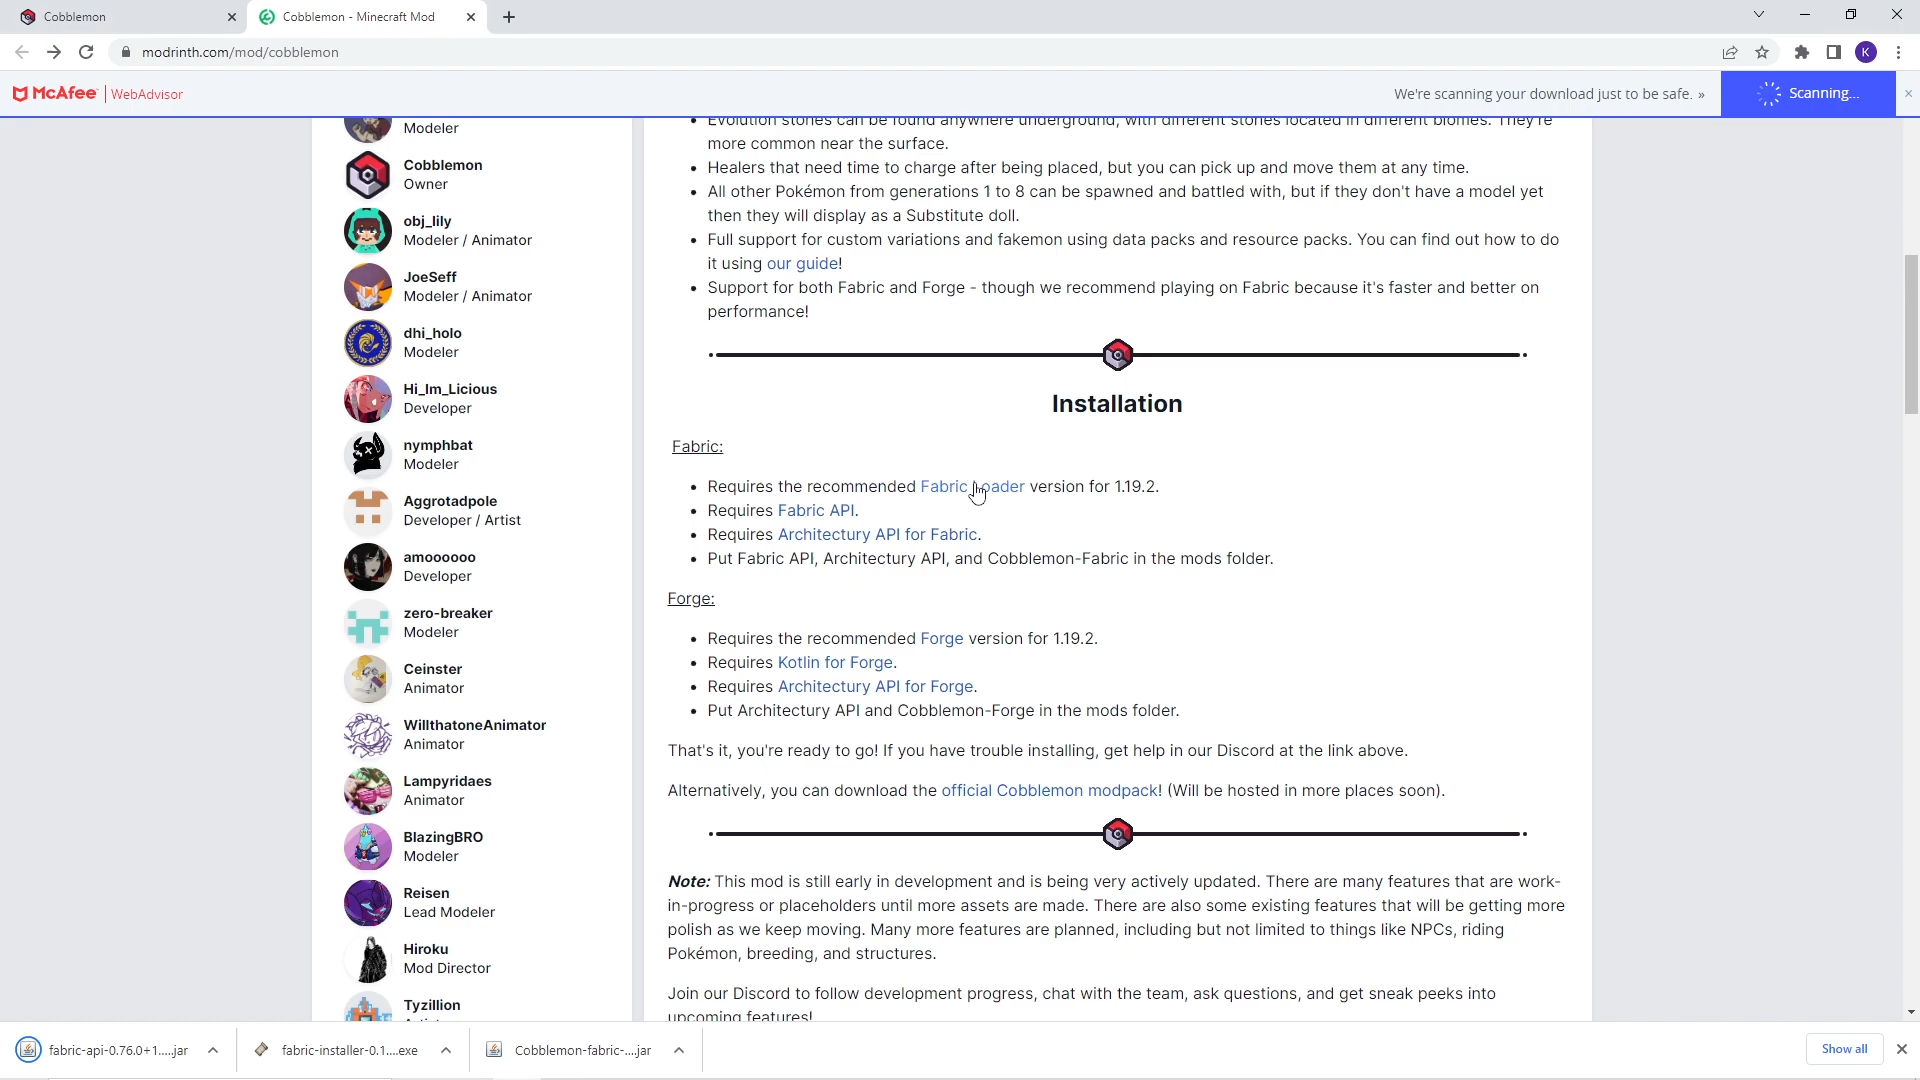 Cobblemon
Cobblemon - Minecraft Mod
modrinth.com/mod/cobblemon
K
McAfee | WebAdvisor
We're scanning your download just to be safe. »
Scanning...
Modeler
Cobblemon
Owner
obj_lily
Modeler / Animator
JoeSeff
Modeler / Animator
dhi_holo
Modeler
Hi_Im_Licious
Developer
nymphbat
Modeler
Aggrotadpole
Developer / Artist
amoooooo
Developer
zero-breaker
Modeler
Ceinster
Animator
WillthatoneAnimator
Animator
Lampyridaes
Animator
BlazingBRO
Modeler
Reisen
Lead Modeler
Hiroku
Mod Director
Tyzillion
Evolution stones can be found anywhere underground, with different stones located in different biomes. They're
more common near the surface.
Healers that need time to charge after being placed, but you can pick up and move them at any time.
All other Pokémon from generations 1 to 8 can be spawned and battled with, but if they don't have a model yet
then they will display as a Substitute doll.
Full support for custom variations and fakemon using data packs and resource packs. You can find out how to do
it using our guide!
Support for both Fabric and Forge - though we recommend playing on Fabric because it's faster and better on
performance!
Installation
Fabric:
Requires the recommended Fabric Loader version for 1.19.2.
Requires Fabric API.
Requires Architectury API for Fabric.
Put Fabric API, Architectury API, and Cobblemon-Fabric in the mods folder.
Forge:
Requires the recommended Forge version for 1.19.2.
Requires Kotlin for Forge.
Requires Architectury API for Forge.
Put Architectury API and Cobblemon-Forge in the mods folder.
That's it, you're ready to go! If you have trouble installing, get help in our Discord at the link above.
Alternatively, you can download the official Cobblemon modpack! (Will be hosted in more places soon).
Note: This mod is still early in development and is being very actively updated. There are many features that are work-
in-progress or placeholders until more assets are made. There are also some existing features that will be getting more
polish as we keep moving. Many more features are planned, including but not limited to things like NPCs, riding
Pokémon, breeding, and structures.
Join our Discord to follow development progress, chat with the team, ask questions, and get sneak peeks into
upcoming features!
fabric-api-0.76.0+1.....jar
fabric-installer-0.1....exe
Cobblemon-fabric-....jar
Show all